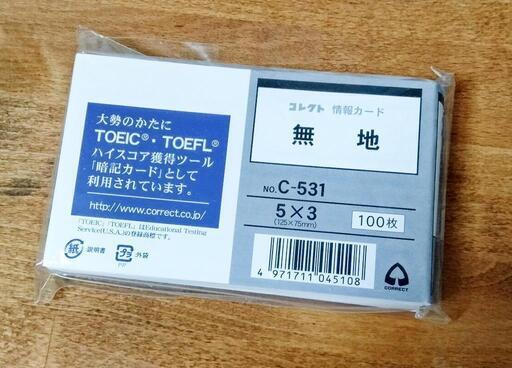 大勢のかたに
TOEIC®・TOEFL®
ハイスコア獲得ツール
「暗記カード」として
利用されています。
http://www.correct.co.jp/
「TOEIC」「TOEFL」はEducational Testing
Service(U.S.A.)の登録商標です。
紙 説明書 プラ 外袋
PP
コレクト 情報カード
無地
NO. C-531
5×3
(125×75mm)
100枚
4 971711 045108
CORRECT